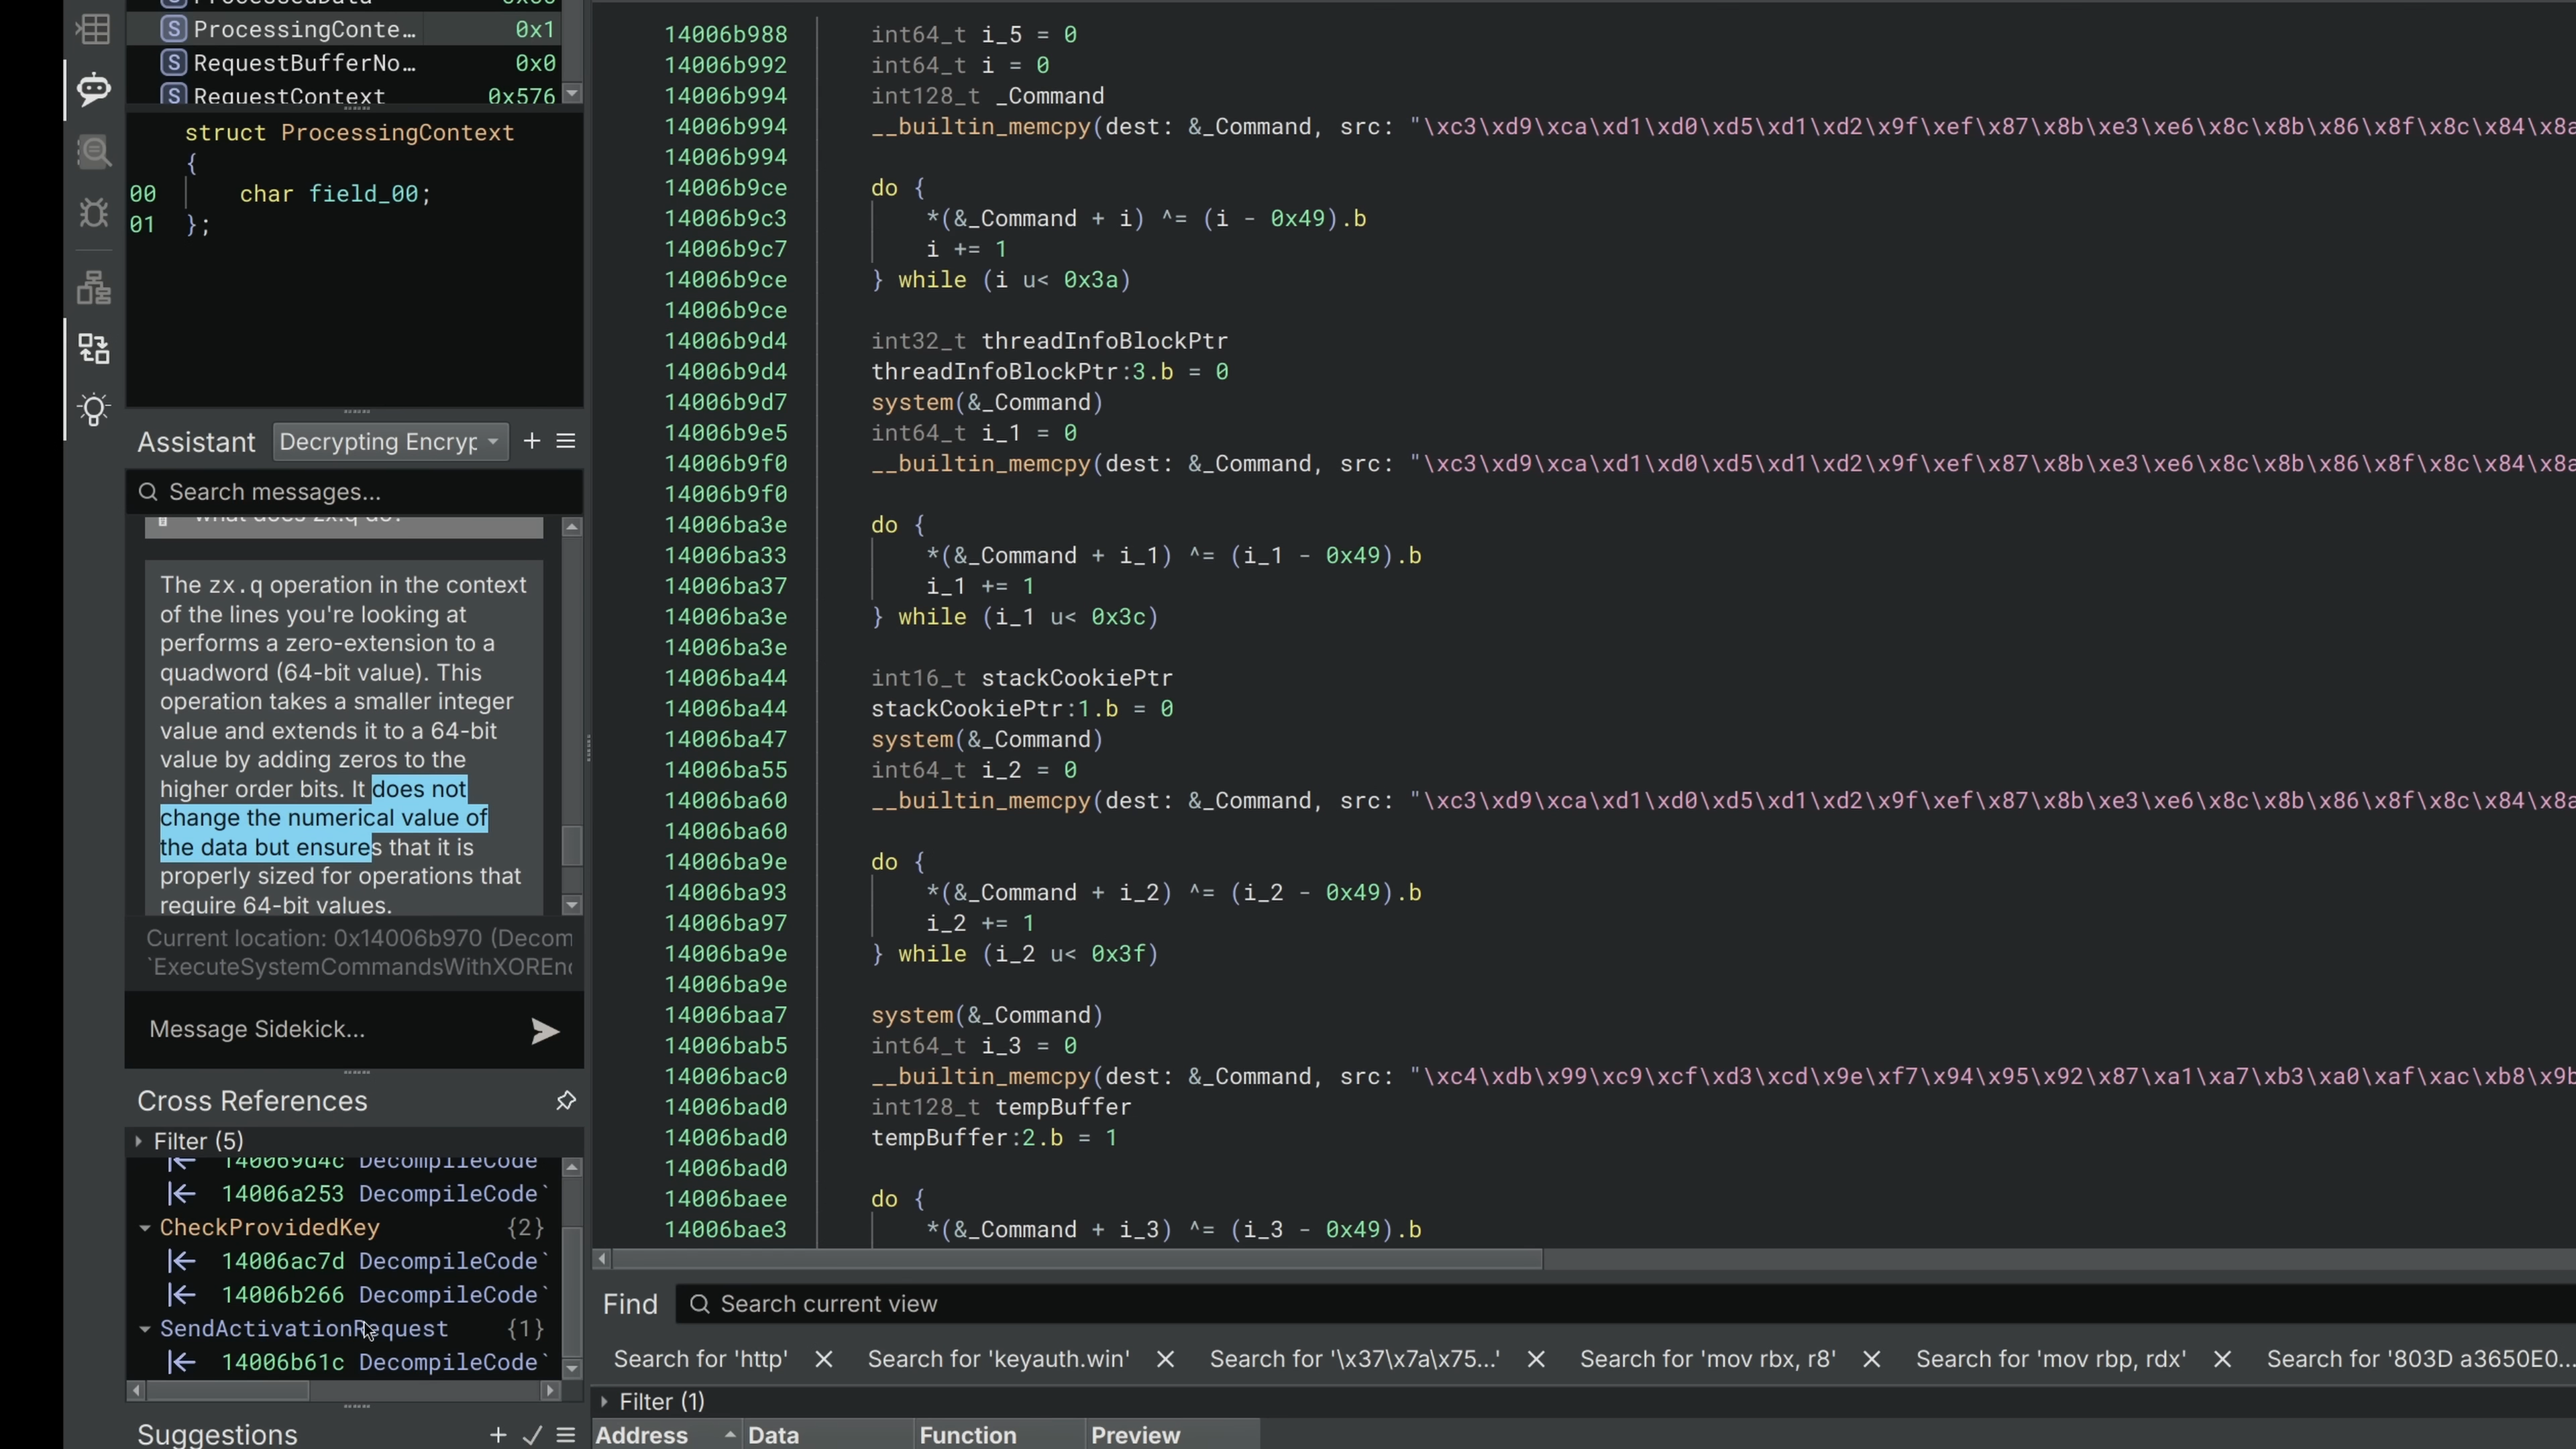 ProcessedData 0x68
S ProcessingConte… 0x1
S RequestBufferNo… 0x0
S RequestContext 0x576
struct ProcessingContext
{
00 char field_00;
01 };
Assistant Decrypting Encryp + ≡
Search messages...
what does zx.q do?
The zx.q operation in the context
of the lines you're looking at
performs a zero-extension to a
quadword (64-bit value). This
operation takes a smaller integer
value and extends it to a 64-bit
value by adding zeros to the
higher order bits. It does not
change the numerical value of
the data but ensures that it is
properly sized for operations that
require 64-bit values.
Current location: 0x14006b970 (Decom
`ExecuteSystemCommandsWithXOREnc
Message Sidekick...
Cross References
Filter (5)
140069d4c DecompileCode`
14006a253 DecompileCode`
CheckProvidedKey {2}
14006ac7d DecompileCode`
14006b266 DecompileCode`
SendActivationRequest {1}
14006b61c DecompileCode`
Suggestions
14006b988 int64_t i_5 = 0
14006b992 int64_t i = 0
14006b994 int128_t _Command
14006b994 __builtin_memcpy(dest: &_Command, src: "\xc3\xd9\xca\xd1\xd0\xd5\xd1\xd2\x9f\xef\x87\x8b\xe3\xe6\x8c\x8b\x86\x8f\x8c\x84\x8a
14006b994
14006b9ce do {
14006b9c3 *(&_Command + i) ^= (i - 0x49).b
14006b9c7 i += 1
14006b9ce } while (i u< 0x3a)
14006b9ce
14006b9d4 int32_t threadInfoBlockPtr
14006b9d4 threadInfoBlockPtr:3.b = 0
14006b9d7 system(&_Command)
14006b9e5 int64_t i_1 = 0
14006b9f0 __builtin_memcpy(dest: &_Command, src: "\xc3\xd9\xca\xd1\xd0\xd5\xd1\xd2\x9f\xef\x87\x8b\xe3\xe6\x8c\x8b\x86\x8f\x8c\x84\x8a
14006b9f0
14006ba3e do {
14006ba33 *(&_Command + i_1) ^= (i_1 - 0x49).b
14006ba37 i_1 += 1
14006ba3e } while (i_1 u< 0x3c)
14006ba3e
14006ba44 int16_t stackCookiePtr
14006ba44 stackCookiePtr:1.b = 0
14006ba47 system(&_Command)
14006ba55 int64_t i_2 = 0
14006ba60 __builtin_memcpy(dest: &_Command, src: "\xc3\xd9\xca\xd1\xd0\xd5\xd1\xd2\x9f\xef\x87\x8b\xe3\xe6\x8c\x8b\x86\x8f\x8c\x84\x8a
14006ba60
14006ba9e do {
14006ba93 *(&_Command + i_2) ^= (i_2 - 0x49).b
14006ba97 i_2 += 1
14006ba9e } while (i_2 u< 0x3f)
14006ba9e
14006baa7 system(&_Command)
14006bab5 int64_t i_3 = 0
14006bac0 __builtin_memcpy(dest: &_Command, src: "\xc4\xdb\x99\xc9\xcf\xd3\xcd\x9e\xf7\x94\x95\x92\x87\xa1\xa7\xb3\xa0\xaf\xac\xb8\x9b
14006bad0 int128_t tempBuffer
14006bad0 tempBuffer:2.b = 1
14006bad0
14006baee do {
14006bae3 *(&_Command + i_3) ^= (i_3 - 0x49).b
Find Search current view
Search for 'http' Search for 'keyauth.win' Search for '\x37\x7a\x75...' Search for 'mov rbx, r8' Search for 'mov rbp, rdx' Search for '803D a3650E0...
Filter (1)
Address Data Function Preview